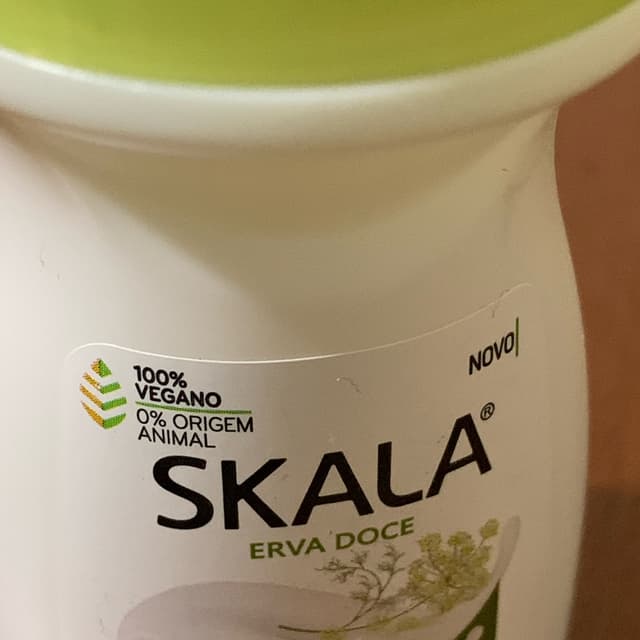 100%
VEGANO
0% ORIGEM
ANIMAL
NOVO
SKALA®
ERVA DOCE